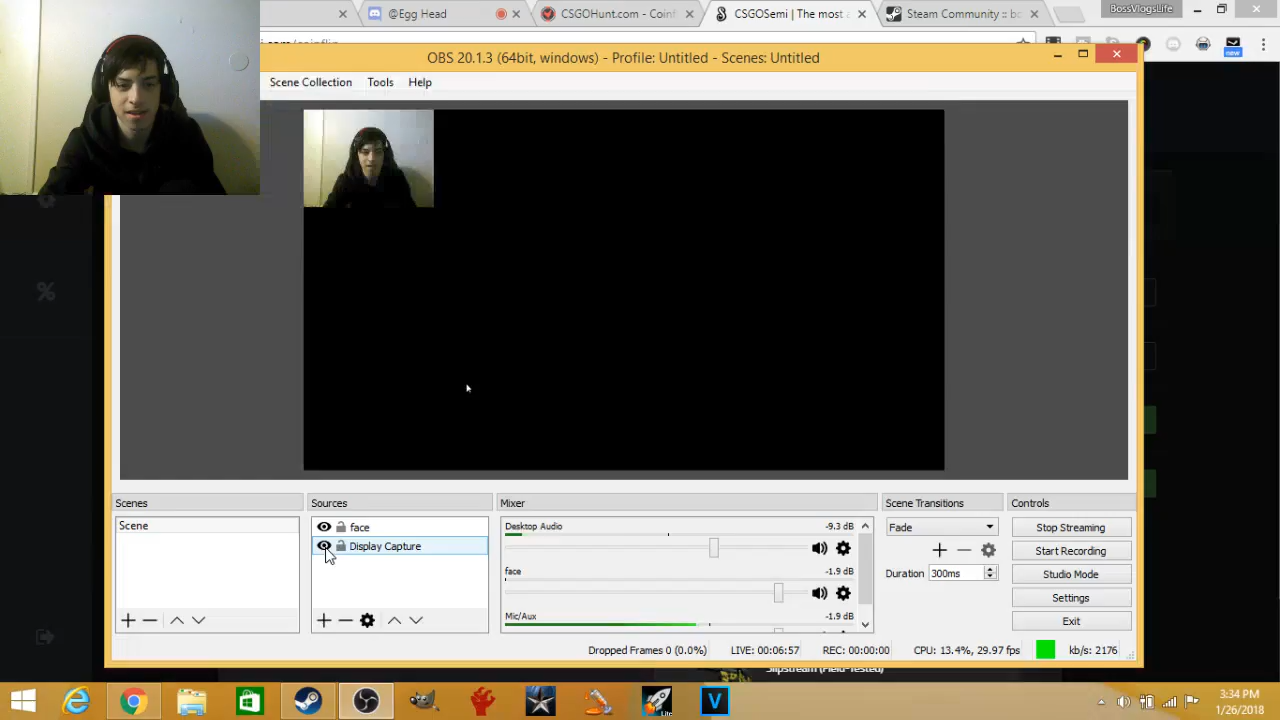 @Egg Head
CSGOHunt.com - Coinf
CSGOSemi | The most a
Steam Community :: bo
BossVlogsLife
new
OBS 20.1.3 (64bit, windows) - Profile: Untitled - Scenes: Untitled
Scene Collection Tools Help
Scenes
Scene
Sources
face
Display Capture
Mixer
Desktop Audio -9.3 dB
face -1.9 dB
Mic/Aux -1.9 dB
Scene Transitions
Fade
Duration 300ms
Controls
Stop Streaming
Start Recording
Studio Mode
Settings
Exit
Dropped Frames 0 (0.0%) LIVE: 00:06:57 REC: 00:00:00 CPU: 13.4%, 29.97 fps kb/s: 2176
Slipstream (Field-Tested)
Lite
3:34 PM
1/26/2018